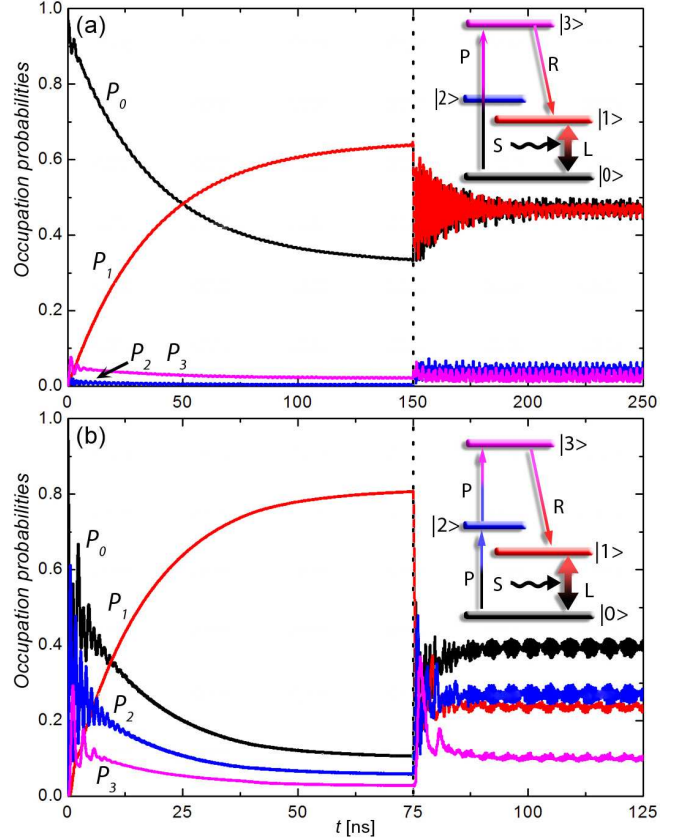 (a)
Occupation probabilities
1.0
0.8
0.6
0.4
0.2
0.0
P0
P1
P2 P3
|3>
P
R
|2>
|1>
S
L
|0>
0 50 100 150 200 250
(b)
Occupation probabilities
1.0
0.8
0.6
0.4
0.2
0.0
P0
P1
P2
P3
|3>
P
R
|2>
|1>
P
S
L
|0>
0 25 50 75 100 125
t [ns]